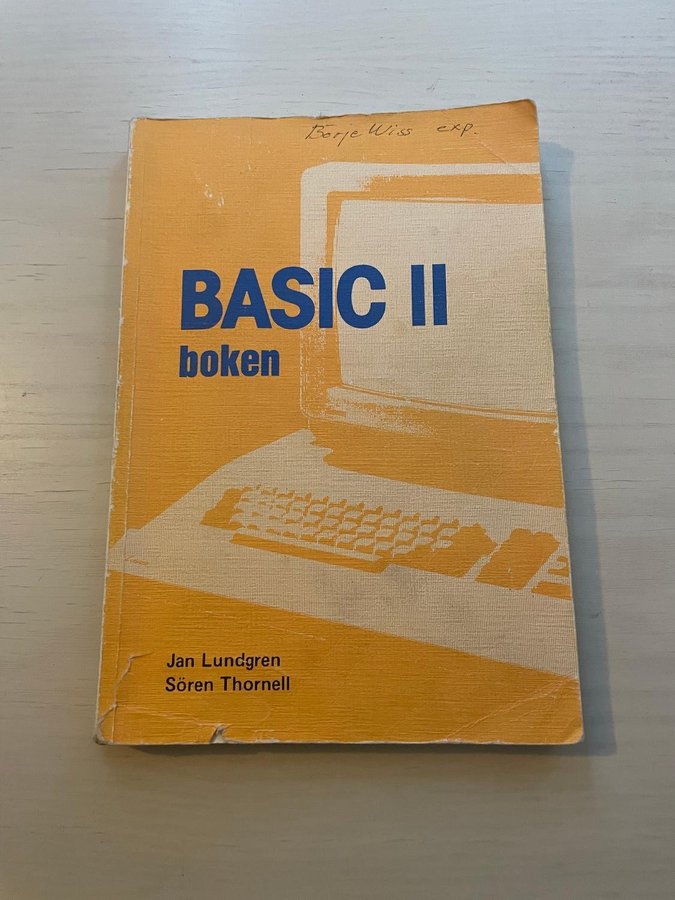 Börje Wiss exp.
BASIC II
boken
Jan Lundgren
Sören Thornell